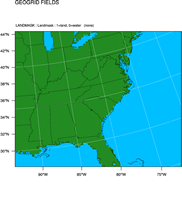 GEOGRID FIELDS
LANDMASK : Landmask : 1=land, 0=water (none)
44°N
42°N
40°N
38°N
36°N
34°N
32°N
30°N
90°W
85°W
80°W
75°W